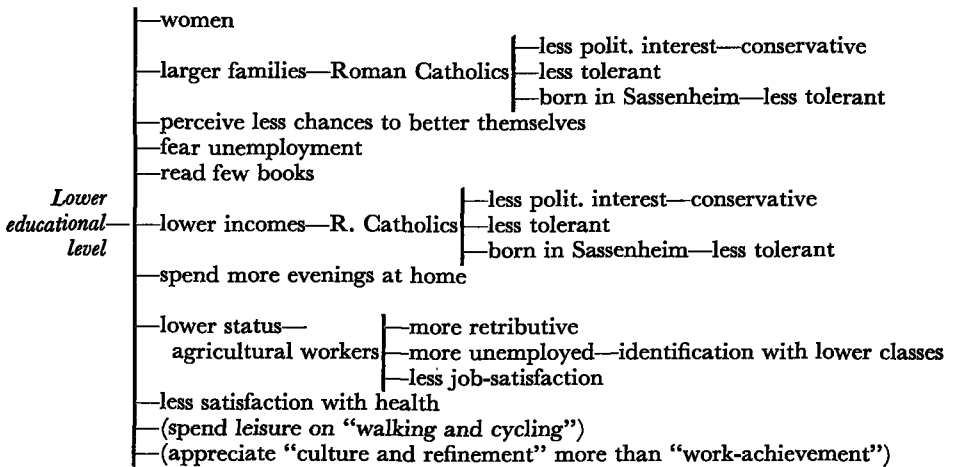 women
larger families—Roman Catholics
less polit. interest—conservative
less tolerant
born in Sassenheim—less tolerant
perceive less chances to better themselves
fear unemployment
read few books
Lower
educational—
level
lower incomes—R. Catholics
less polit. interest—conservative
less tolerant
born in Sassenheim—less tolerant
spend more evenings at home
lower status—
agricultural workers
more retributive
more unemployed—identification with lower classes
less job-satisfaction
less satisfaction with health
(spend leisure on “walking and cycling”)
(appreciate “culture and refinement” more than “work-achievement”)